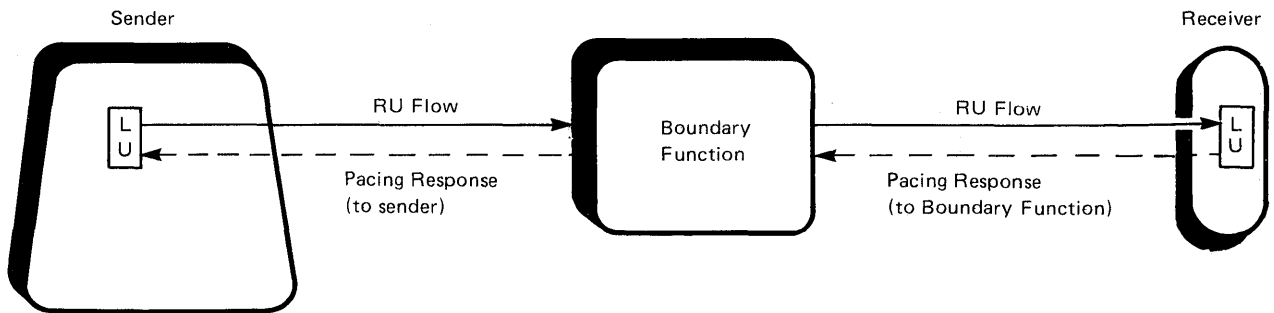 Sender
Receiver
L
U
RU Flow
Pacing Response
(to sender)
Boundary
Function
RU Flow
Pacing Response
(to Boundary Function)
L
U